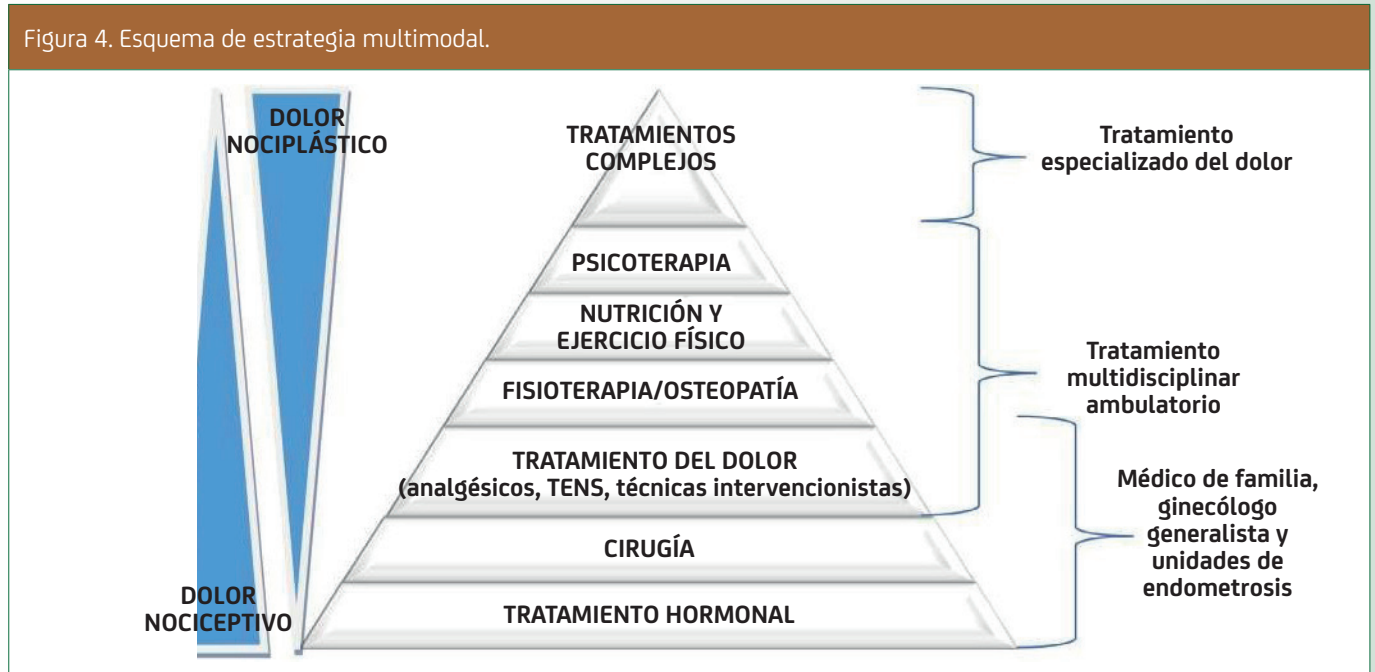 Figura 4. Esquema de estrategia multimodal.
DOLOR
NOCIPLÁSTICO
DOLOR
NOCICEPTIVO
TRATAMIENTOS
COMPLEJOS
PSICOTERAPIA
NUTRICIÓN Y
EJERCICIO FÍSICO
FISIOTERAPIA/OSTEOPATÍA
TRATAMIENTO DEL DOLOR
(analgésicos, TENS, técnicas intervencionistas)
CIRUGÍA
TRATAMIENTO HORMONAL
Tratamiento
especializado del dolor
Tratamiento
multidisciplinar
ambulatorio
Médico de familia,
ginecólogo
generalista y
unidades de
endometrosis